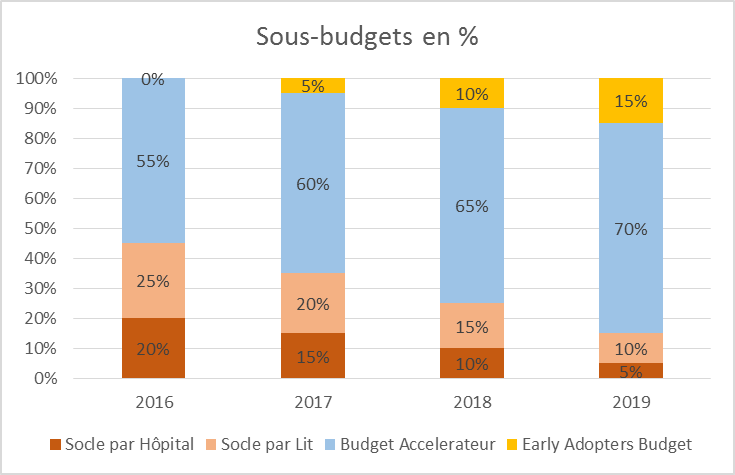 Sous-budgets en %
100%
90%
80%
70%
60%
50%
40%
30%
20%
10%
0%
0% 5% 10% 15%
55% 60% 65% 70%
25% 20% 15% 10%
20% 15% 10% 5%
2016 2017 2018 2019
Socle par Hôpital Socle par Lit Budget Accelerateur Early Adopters Budget